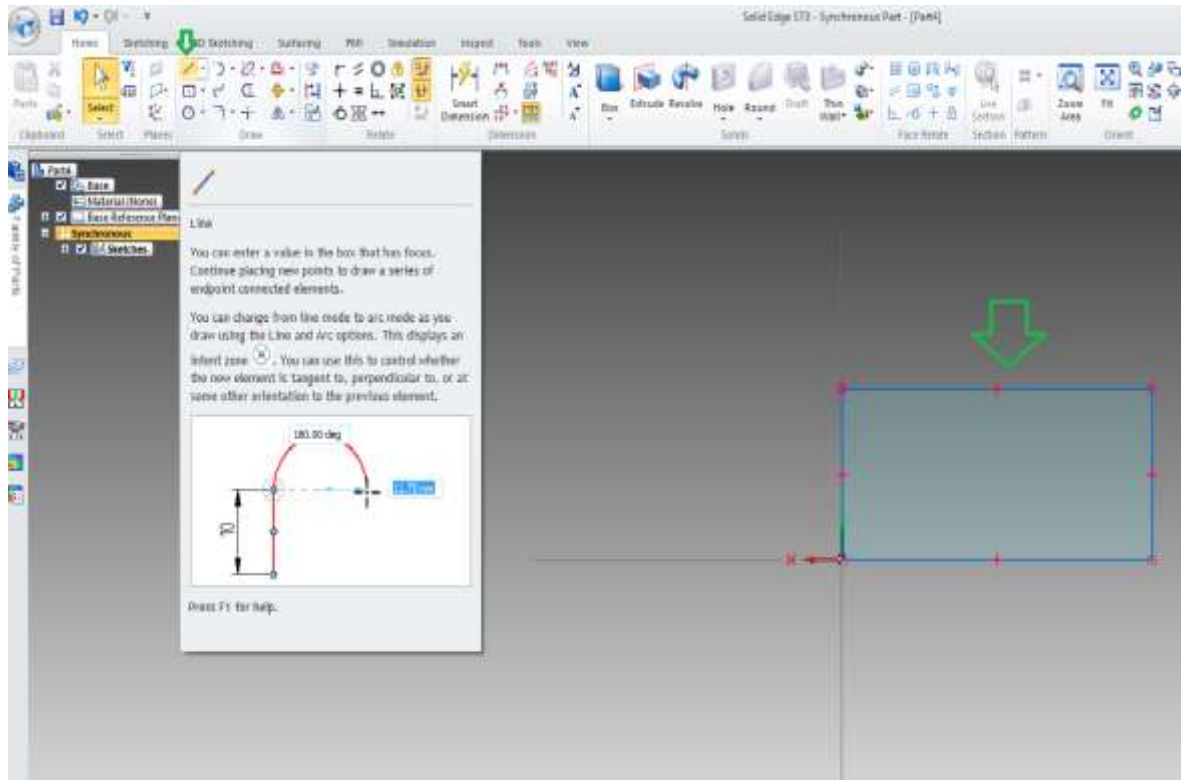 Solid Edge ST3 - Synchronous Part - [Part4]
Home Sketching 3D Sketching Surfacing PMI Simulation Inspect Tools View
Paste
Select
Smart Dimension
Box Extrude Revolve Hole Round Draft Thin Wall
Live Section
Zoom Area Fit
Clipboard Select Planes Draw Relate Dimension Solids Face Relate Section Pattern Orient
Part4
Base
Material (None)
Base Reference Plan
Synchronous
Sketches
Family of Parts
Line
You can enter a value in the box that has focus.
Continue placing new points to draw a series of
endpoint connected elements.
You can change from line mode to arc mode as you
draw using the Line and Arc options. This displays an
intent zone . You can use this to control whether
the new element is tangent to, perpendicular to, or at
some other orientation to the previous element.
180.00 deg
Press F1 for help.
X